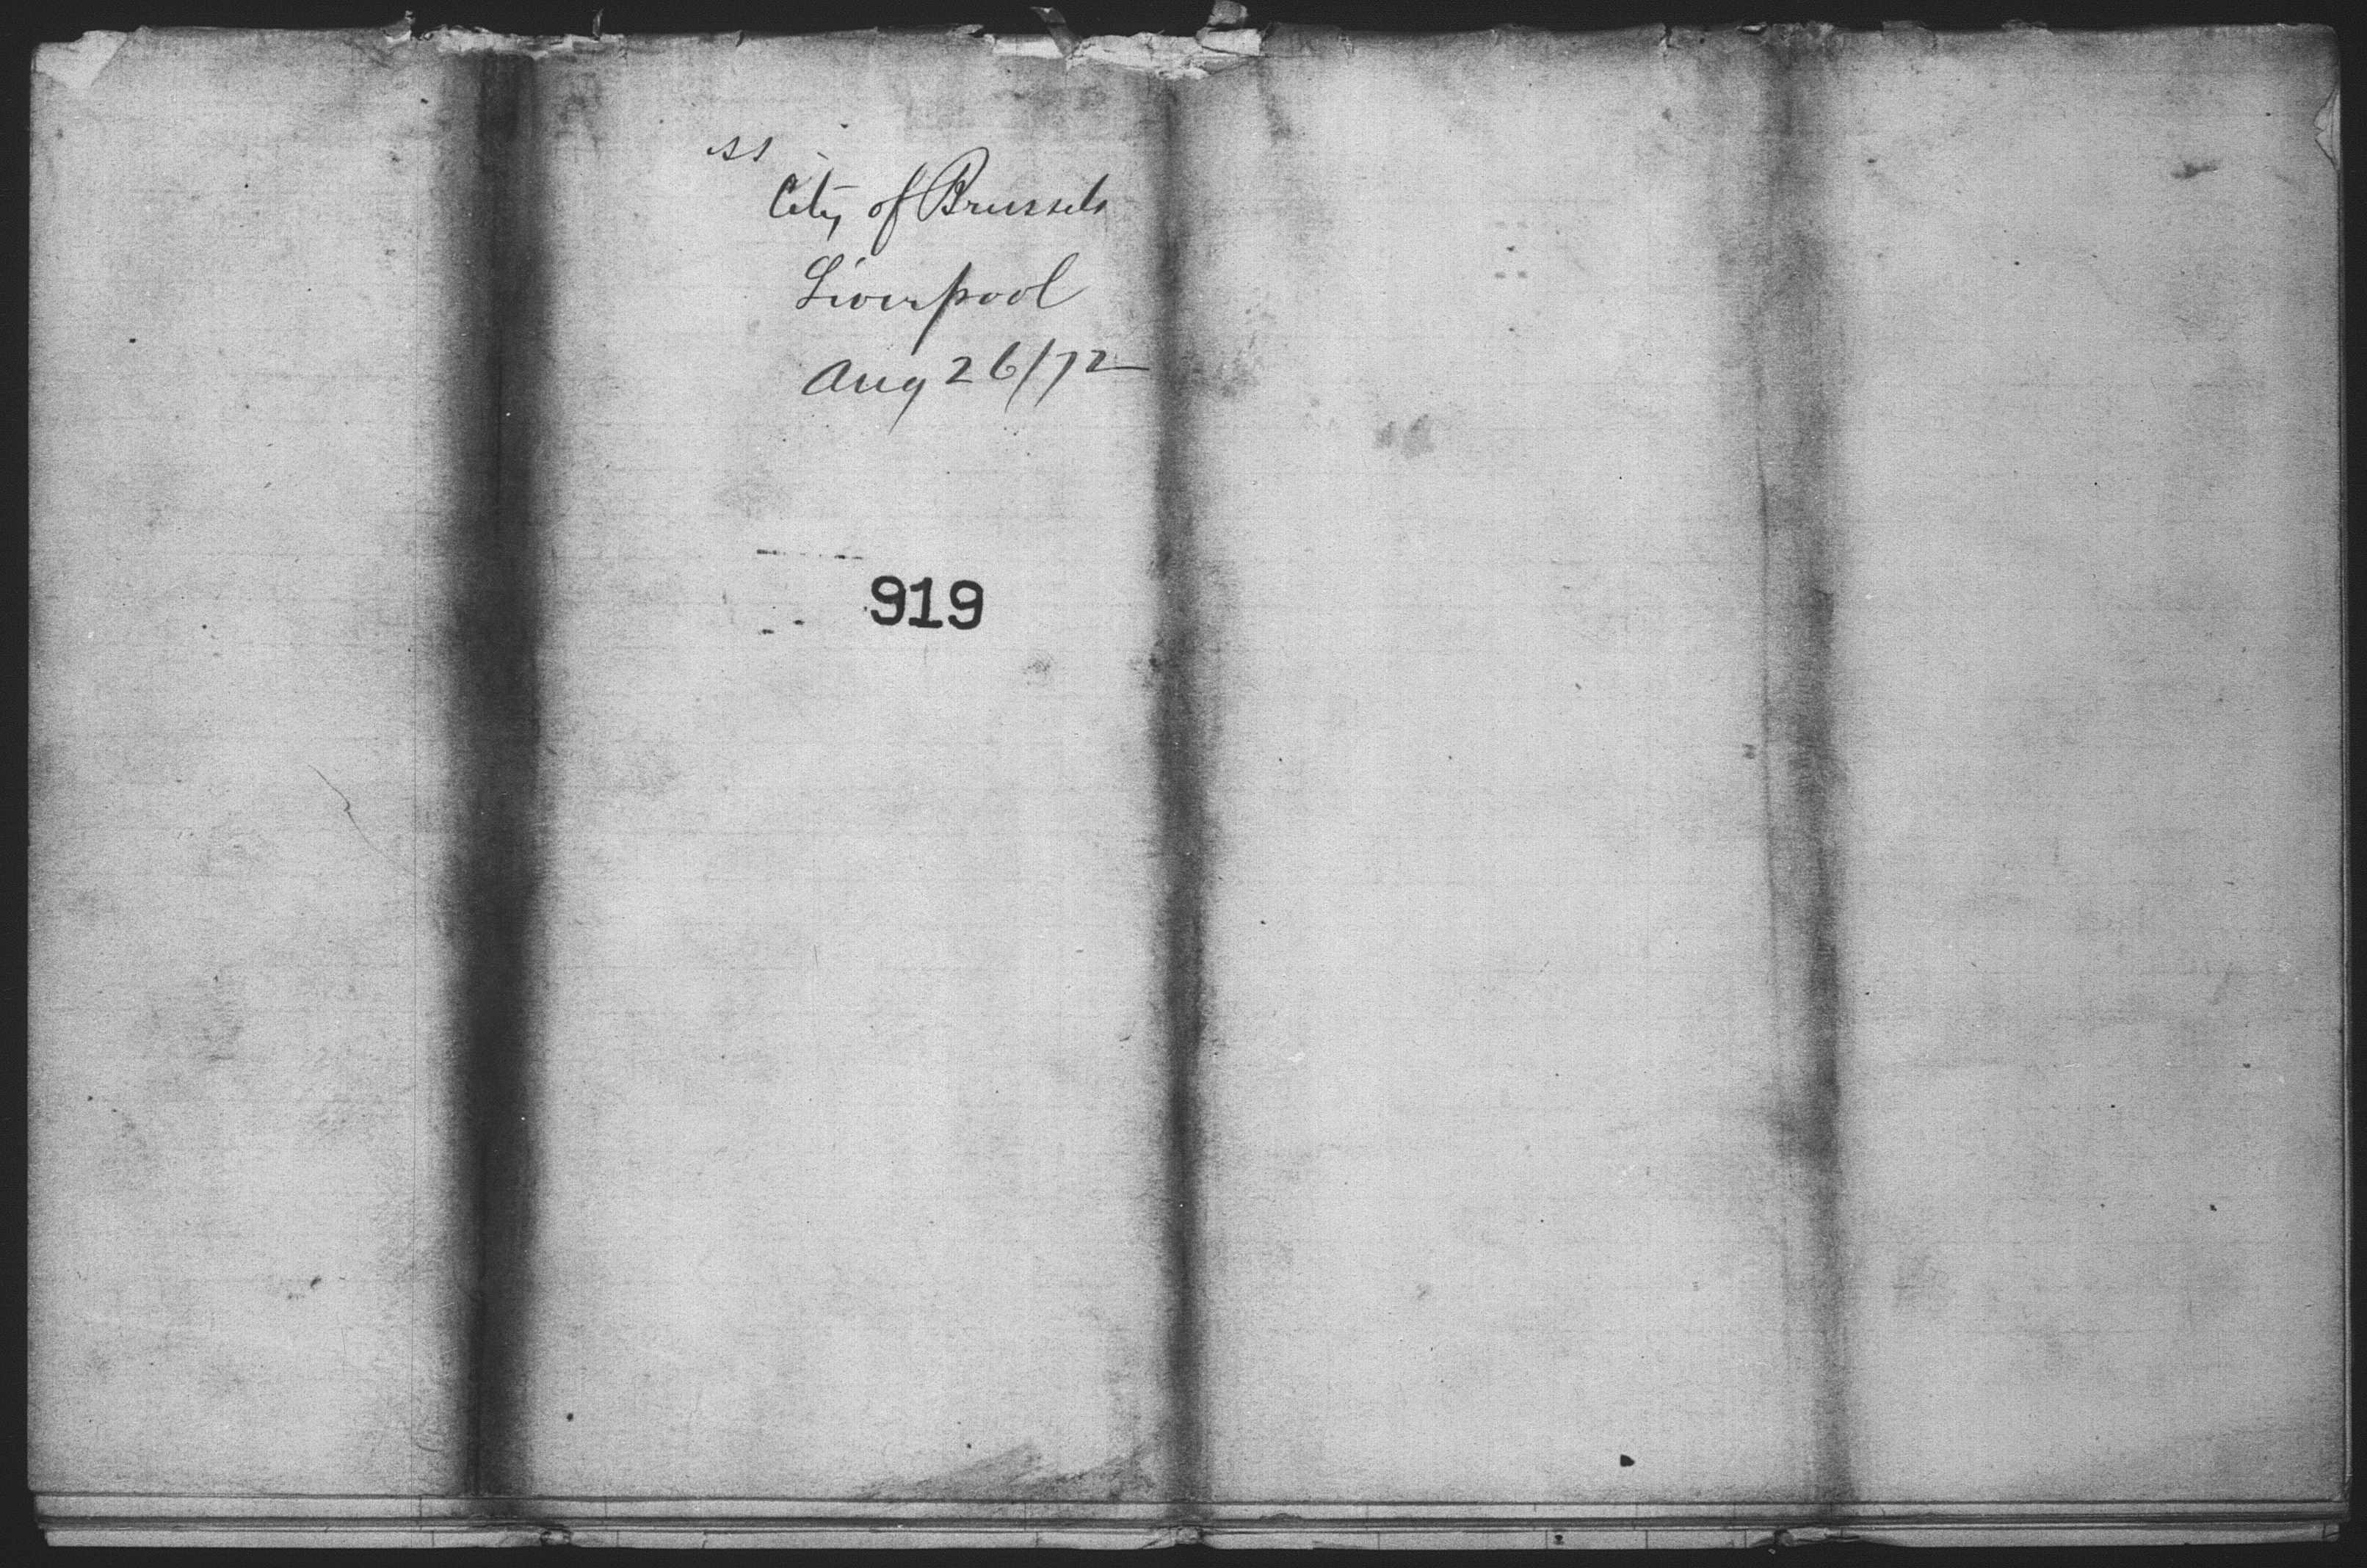 SS
City of Brussels
Liverpool
Aug 26/72
919